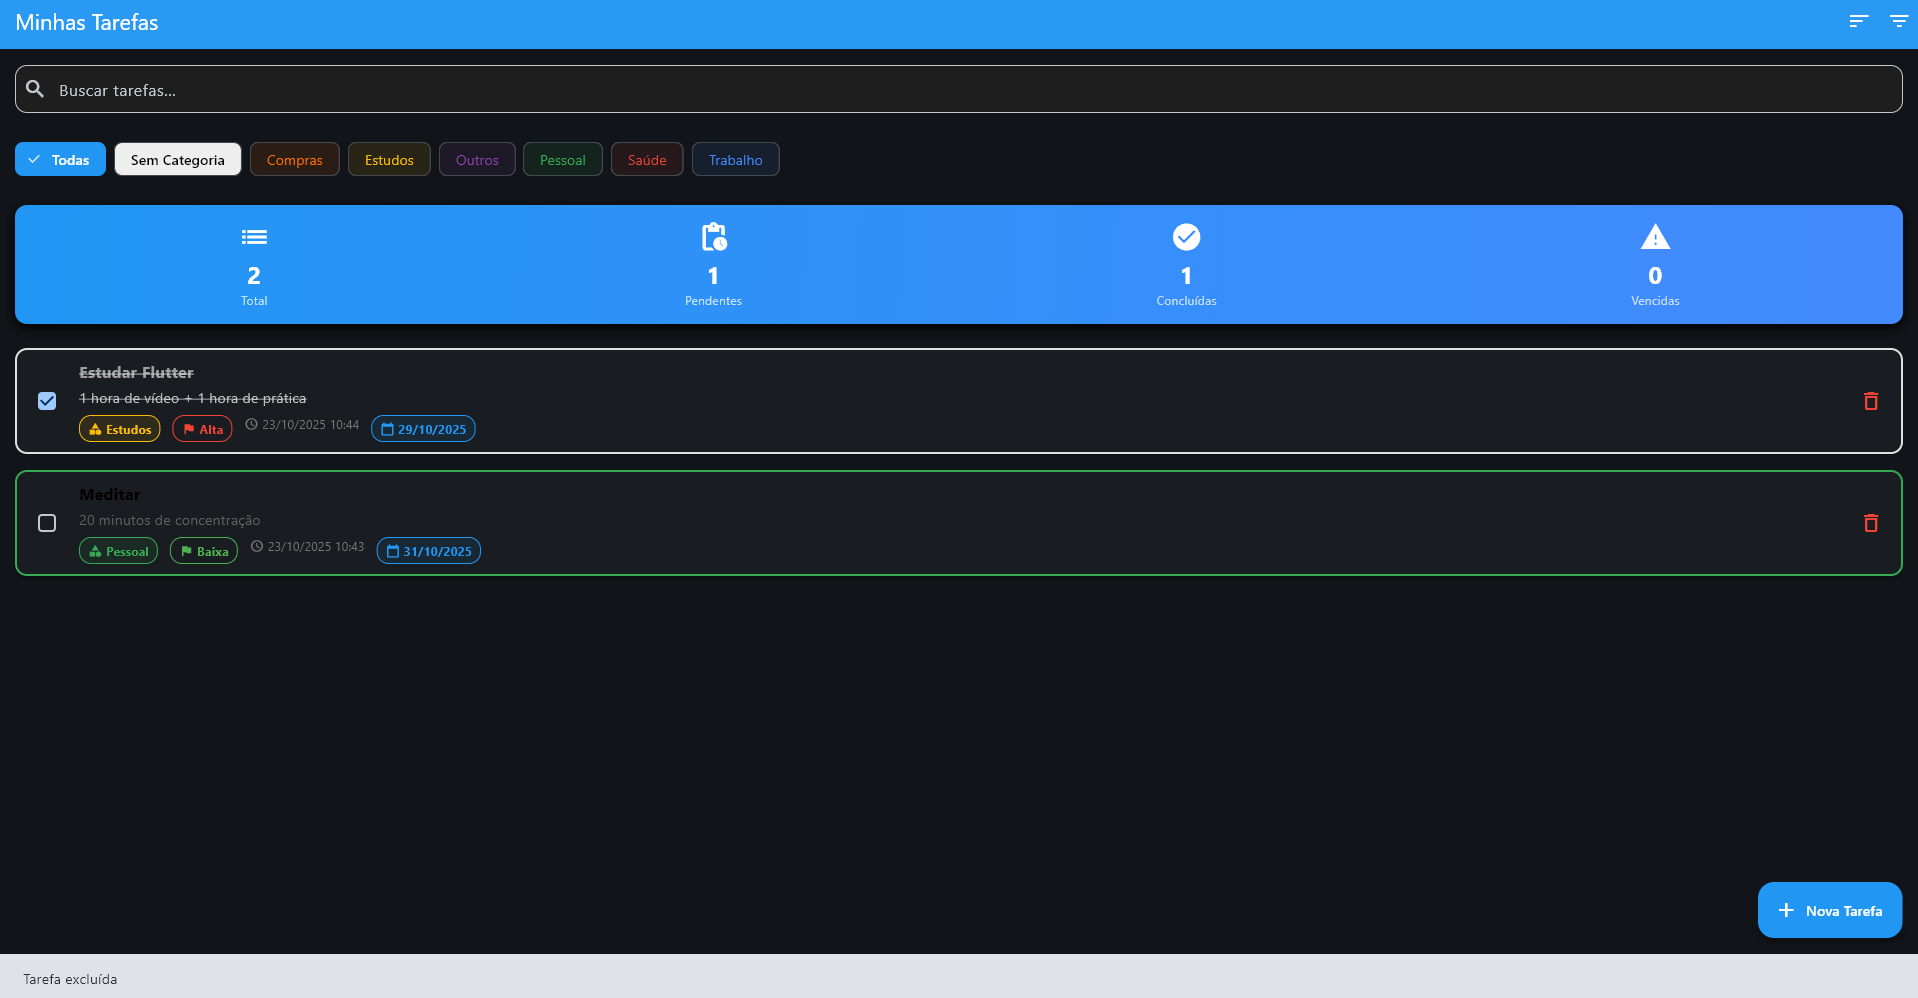 Minhas Tarefas
Buscar tarefas...
Todas Sem Categoria Compras Estudos Outros Pessoal Saúde Trabalho
2 1 1 0
Total Pendentes Concluídas Vencidas
Estudar Flutter
1 hora de vídeo + 1 hora de prática
Estudos Alta 23/10/2025 10:44 29/10/2025
Meditar
20 minutos de concentração
Pessoal Baixa 23/10/2025 10:43 31/10/2025
Nova Tarefa
Tarefa excluída